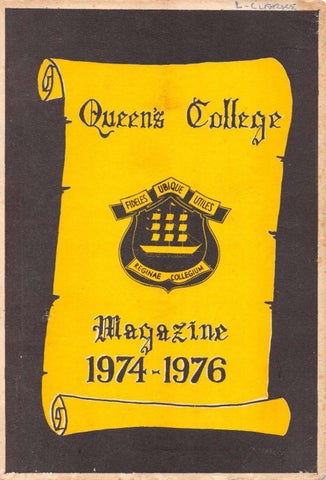 L-CLARKE
Queen's College
FIDELES UBIQUE UTILES
REGINAE COLLEGIUM
Magazine
1974-1976